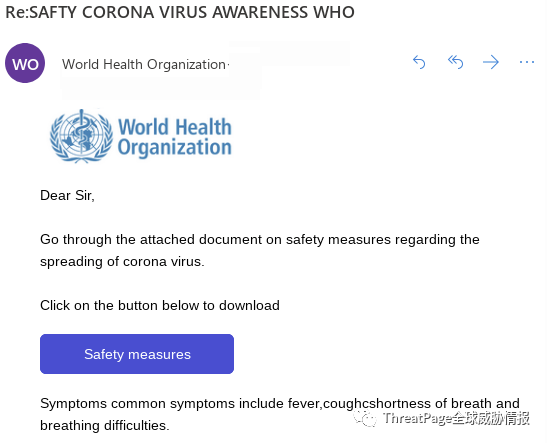 Re:SAFTY CORONA VIRUS AWARENESS WHO
WO
World Health Organization
World Health
Organization
Dear Sir,
Go through the attached document on safety measures regarding the
spreading of corona virus.
Click on the button below to download
Safety measures
Symptoms common symptoms include fever,coughcshortness of breath and
breathing difficulties.
ThreatPage全球威胁情报